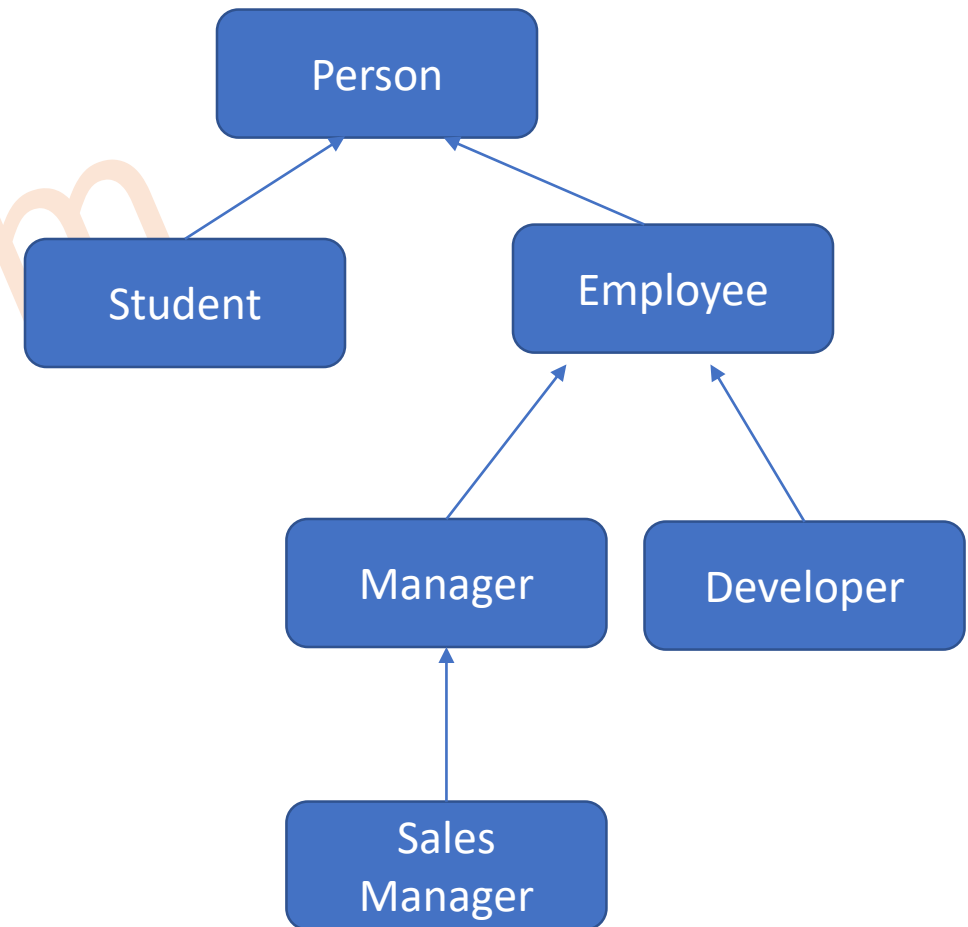 Person
Student
Employee
Manager
Developer
Sales
Manager